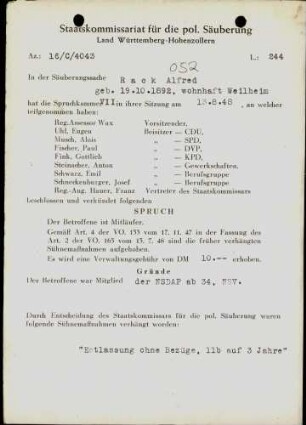 Staatskommissariat für die pol. Säuberung
Land Württemberg-Hohenzollern
Az.: 16/C/4043 L: 244
052
In der Säuberungssache Rack Alfred
geb. 19.10.1892, wohnhaft Weilheim
hat die Spruchkammer VII in ihrer Sitzung am 13.8.48, an welcher
teilgenommen haben:
Reg.Assessor Wax Vorsitzender,
Uhl, Eugen Beisitzer — CDU,
Munch, Alois „ — SPD,
Fischer, Paul „ — DVP,
Fink, Gottlich „ — KPD,
Steinacher, Anton „ — Gewerkschaften,
Schwarz, Emil „ — Berufsgruppe
Schneckenburger, Josef „ — Berufsgruppe
Reg.-Ang. Bauer, Franz Vertreter des Staatskommissars
beschlossen und verkündet folgenden
SPRUCH
Der Betroffene ist Mitläufer.
Gemäß Art. 4 der VO. 133 vom 17. 11. 47 in der Fassung des
Art. 2 der VO. 165 vom 13. 7. 48 sind die früher verhängten
Sühnemaßnahmen aufgehoben.
Es wird eine Verwaltungsgebühr von DM 10.-- erhoben.
Gründe
Der Betroffene war Mitglied der NSDAP ab 34, NSV.
Durch Entscheidung des Staatskommissars für die pol. Säuberung waren
folgende Sühnemaßnahmen verhängt worden:
"Entlassung ohne Bezüge, 11b auf 3 Jahre"